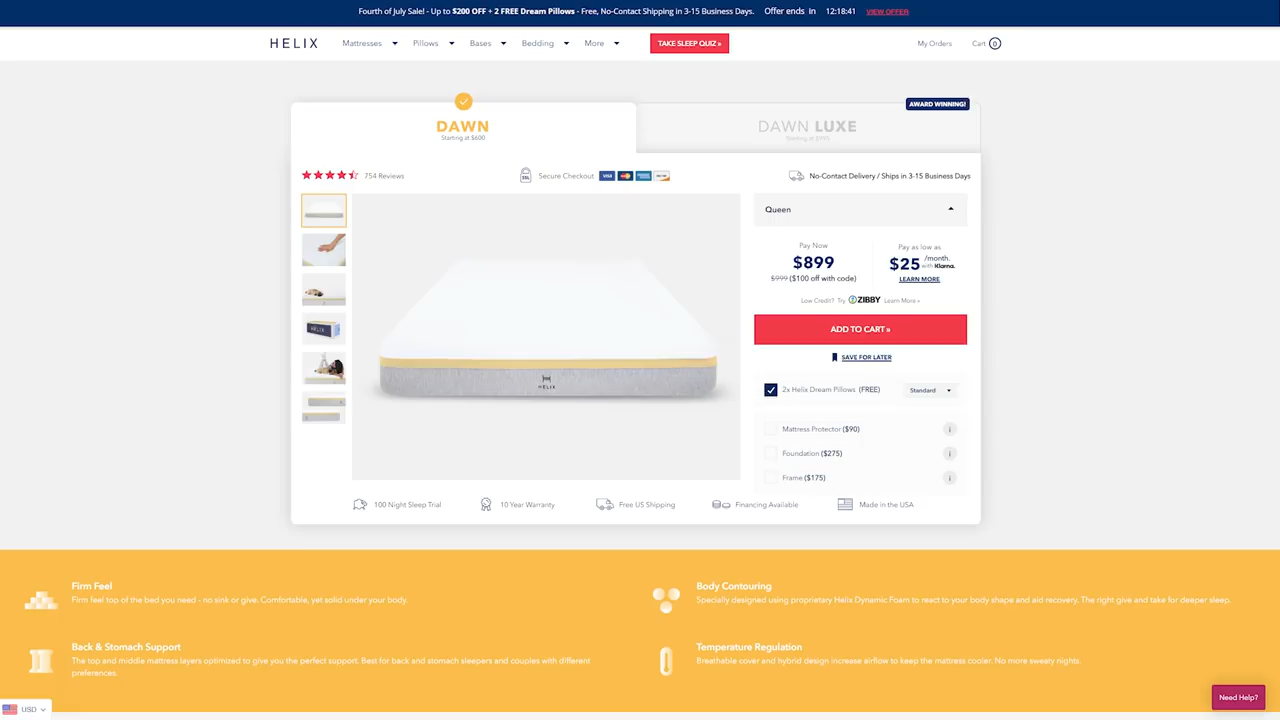 Fourth of July Sale! - Up to $200 OFF + 2 FREE Dream Pillows - Free, No-Contact Shipping in 3-15 Business Days. Offer ends in 12:18:41 VIEW OFFER
HELIX Mattresses Pillows Bases Bedding More TAKE SLEEP QUIZ » My Orders Cart 0
AWARD WINNING!
DAWN
Starting at $600
DAWN LUXE
Starting at
754 Reviews
SSL Secure Checkout VISA
No-Contact Delivery / Ships in 3-15 Business Days
Queen
Pay Now
$899
$999 ($100 off with code)
Pay as low as
$25 /month.
with Klarna.
LEARN MORE
Low Credit? Try ZIBBY Learn More »
ADD TO CART »
SAVE FOR LATER
2x Helix Dream Pillows (FREE) Standard
Mattress Protector ($90) i
Foundation ($275) i
Frame ($175) i
HELIX
HELIX
100 Night Sleep Trial
10 Year Warranty
Free US Shipping
Financing Available
Made in the USA
Firm Feel
Firm feel top of the bed you need - no sink or give. Comfortable, yet solid under your body.
Body Contouring
Specially designed using proprietary Helix Dynamic Foam to react to your body shape and aid recovery. The right give and take for deeper sleep.
Back & Stomach Support
The top and middle mattress layers optimized to give you the perfect support. Best for back and stomach sleepers and couples with different
preferences.
Temperature Regulation
Breathable cover and hybrid design increase airflow to keep the mattress cooler. No more sweaty nights.
USD
Need Help?